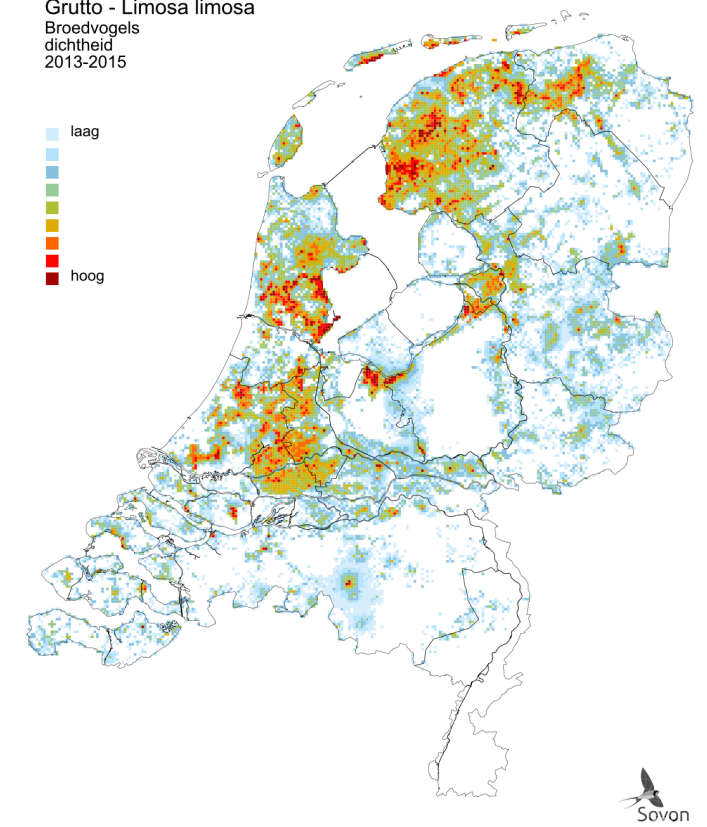 Grutto - Limosa limosa
Broedvogels
dichtheid
2013-2015
laag
hoog
Sovon